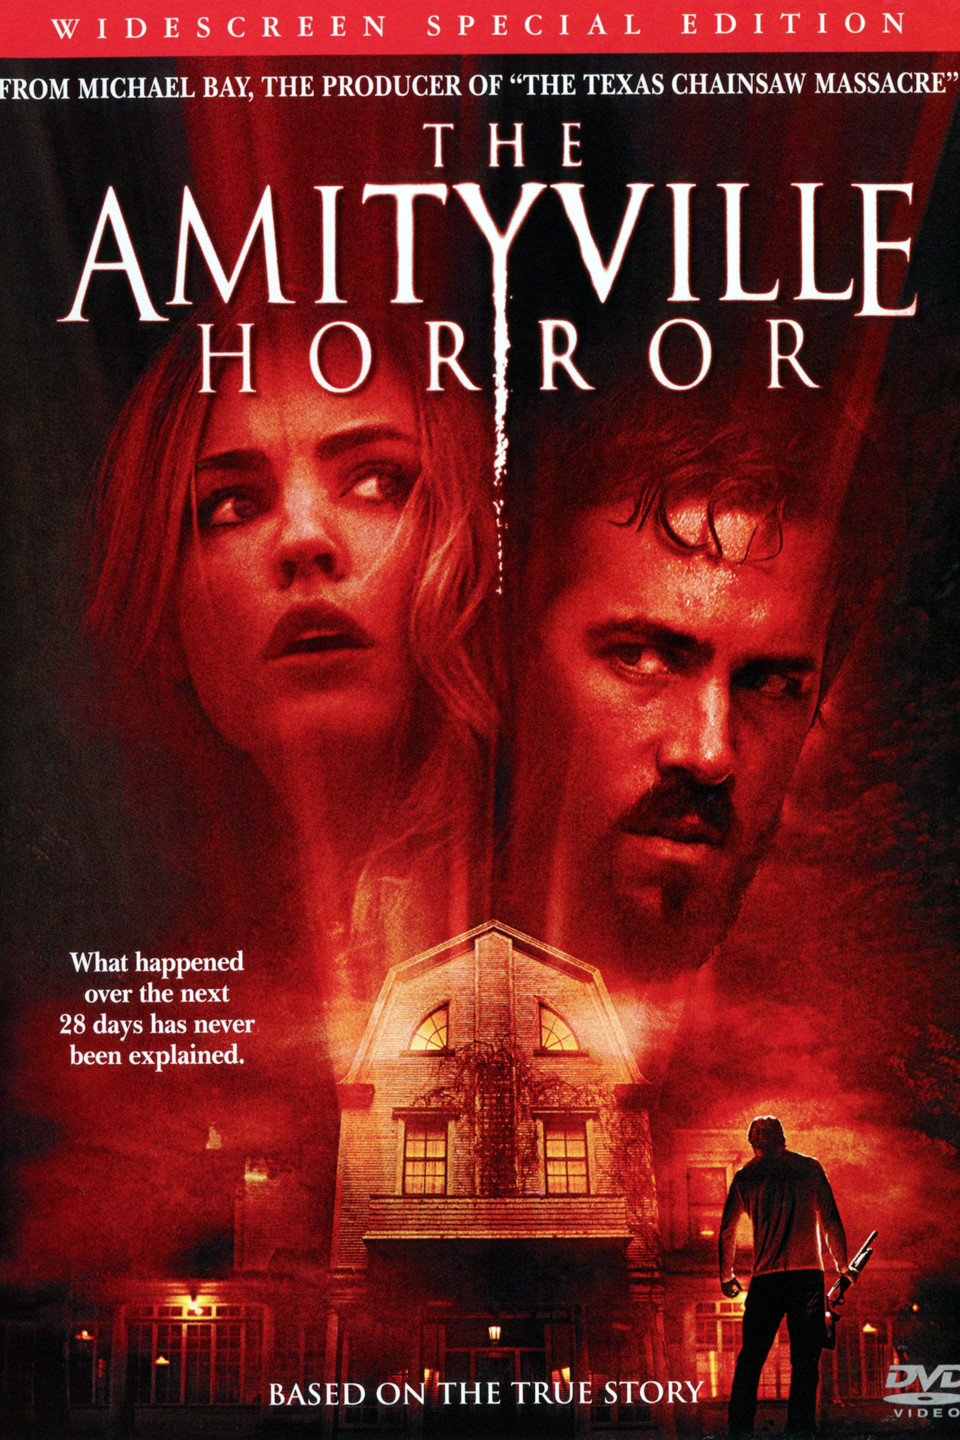 WIDESCREEN SPECIAL EDITION
FROM MICHAEL BAY, THE PRODUCER OF “THE TEXAS CHAINSAW MASSACRE”
THE
AMITYVILLE
HORROR
What happened
over the next
28 days has never
been explained.
BASED ON THE TRUE STORY
DVD
VIDEO